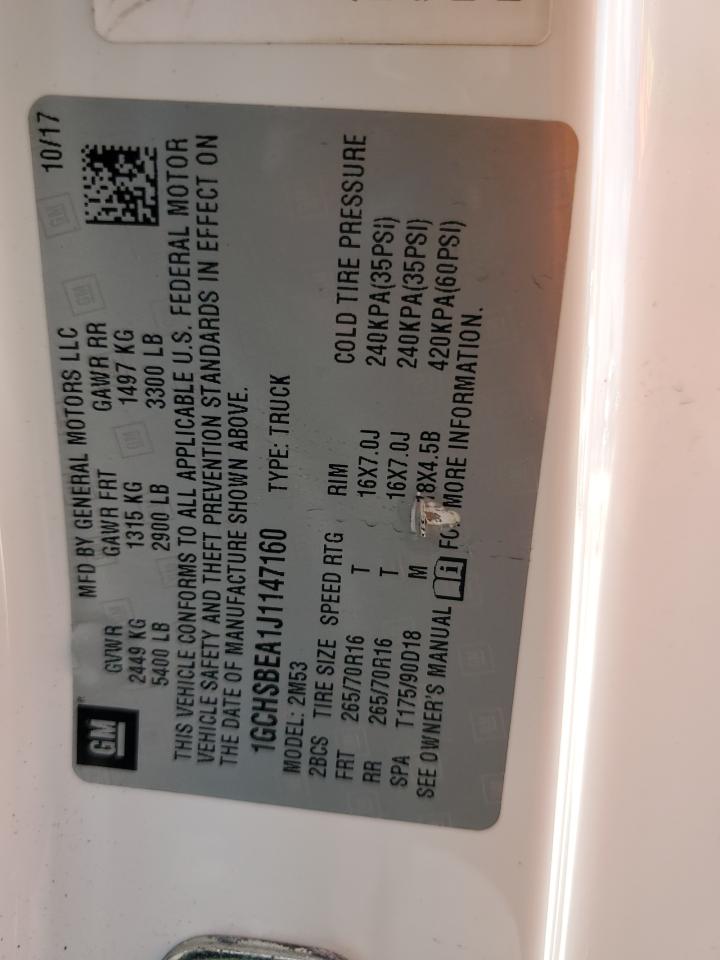 MFD BY GENERAL MOTORS LLC 10/17
GM®
GVWR GAWR FRT GAWR RR
2449 KG 1315 KG 1497 KG
5400 LB 2900 LB 3300 LB
THIS VEHICLE CONFORMS TO ALL APPLICABLE U.S. FEDERAL MOTOR
VEHICLE SAFETY AND THEFT PREVENTION STANDARDS IN EFFECT ON
THE DATE OF MANUFACTURE SHOWN ABOVE.
1GCHSBEA1J1147160 TYPE: TRUCK
MODEL: 2M53
2BCS TIRE SIZE SPEED RTG RIM COLD TIRE PRESSURE
FRT 265/70R16 T 16X7.0J 240KPA(35PSI)
RR 265/70R16 T 16X7.0J 240KPA(35PSI)
SPA T175/90D18 M 8X4.5B 420KPA(60PSI)
SEE OWNER'S MANUAL MORE INFORMATION.